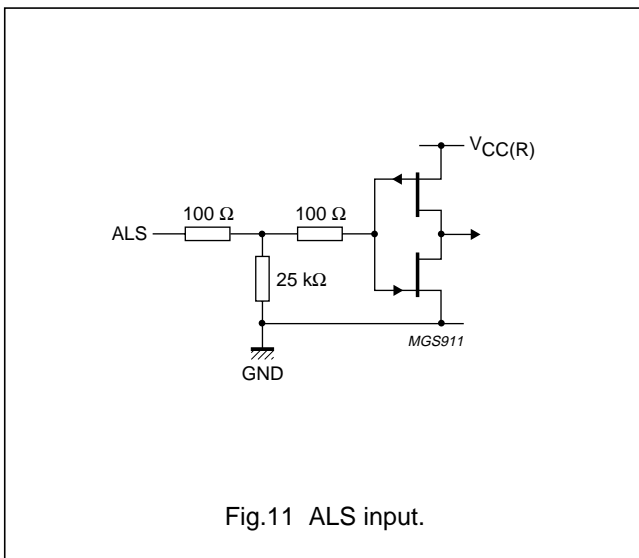 VCC(R)
100 Ω
100 Ω
ALS
25 kΩ
MGS911
GND
Fig.11 ALS input.